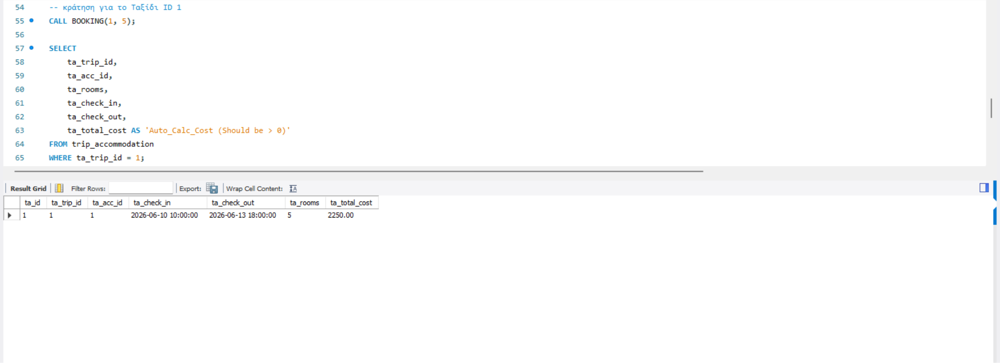 54 -- κράτηση για το Ταξίδι ID 1
55 CALL BOOKING(1, 5);
56
57 SELECT
58 ta_trip_id,
59 ta_acc_id,
60 ta_rooms,
61 ta_check_in,
62 ta_check_out,
63 ta_total_cost AS 'Auto_Calc_Cost (Should be > 0)'
64 FROM trip_accommodation
65 WHERE ta_trip_id = 1;
Result Grid Filter Rows: Export: Wrap Cell Content: IA
ta_id ta_trip_id ta_acc_id ta_check_in ta_check_out ta_rooms ta_total_cost
1 1 1 2026-06-10 10:00:00 2026-06-13 18:00:00 5 2250.00